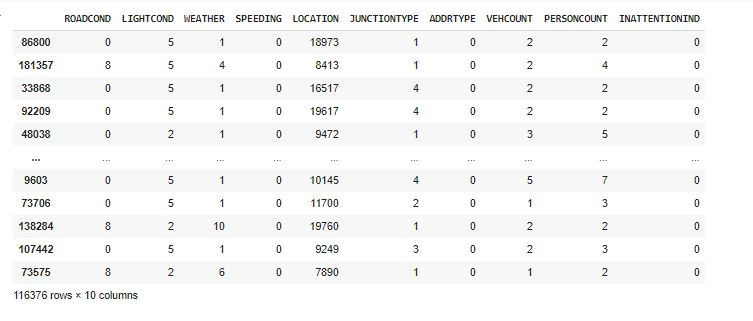 ROADCOND LIGHTCOND WEATHER SPEEDING LOCATION JUNCTIONTYPE ADDRTYPE VEHCOUNT PERSONCOUNT INATTENTIONIND
86800 0 5 1 0 18973 1 0 2 2 0
181357 8 5 4 0 8413 1 0 2 4 0
33868 0 5 1 0 16517 4 0 2 2 0
92209 0 5 1 0 19617 4 0 2 2 0
48038 0 2 1 0 9472 1 0 3 5 0
... ... ... ... ... ... ... ... ... ... ...
9603 0 5 1 0 10145 4 0 5 7 0
73706 0 5 1 0 11700 2 0 1 3 0
138284 8 2 10 0 19760 1 0 2 2 0
107442 0 5 1 0 9249 3 0 2 3 0
73575 8 2 6 0 7890 1 0 1 2 0
116376 rows × 10 columns